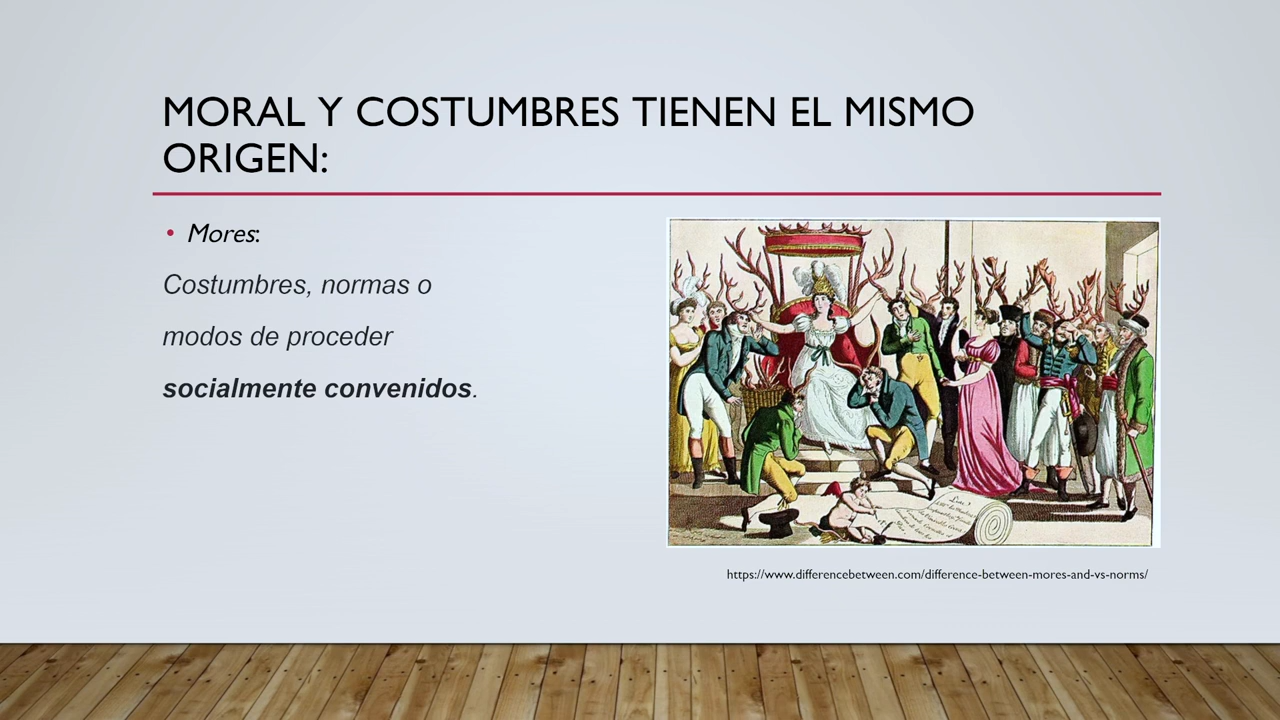 MORAL Y COSTUMBRES TIENEN EL MISMO
ORIGEN:
• Mores:
Costumbres, normas o
modos de proceder
socialmente convenidos.
https://www.differencebetween.com/difference-between-mores-and-vs-norms/